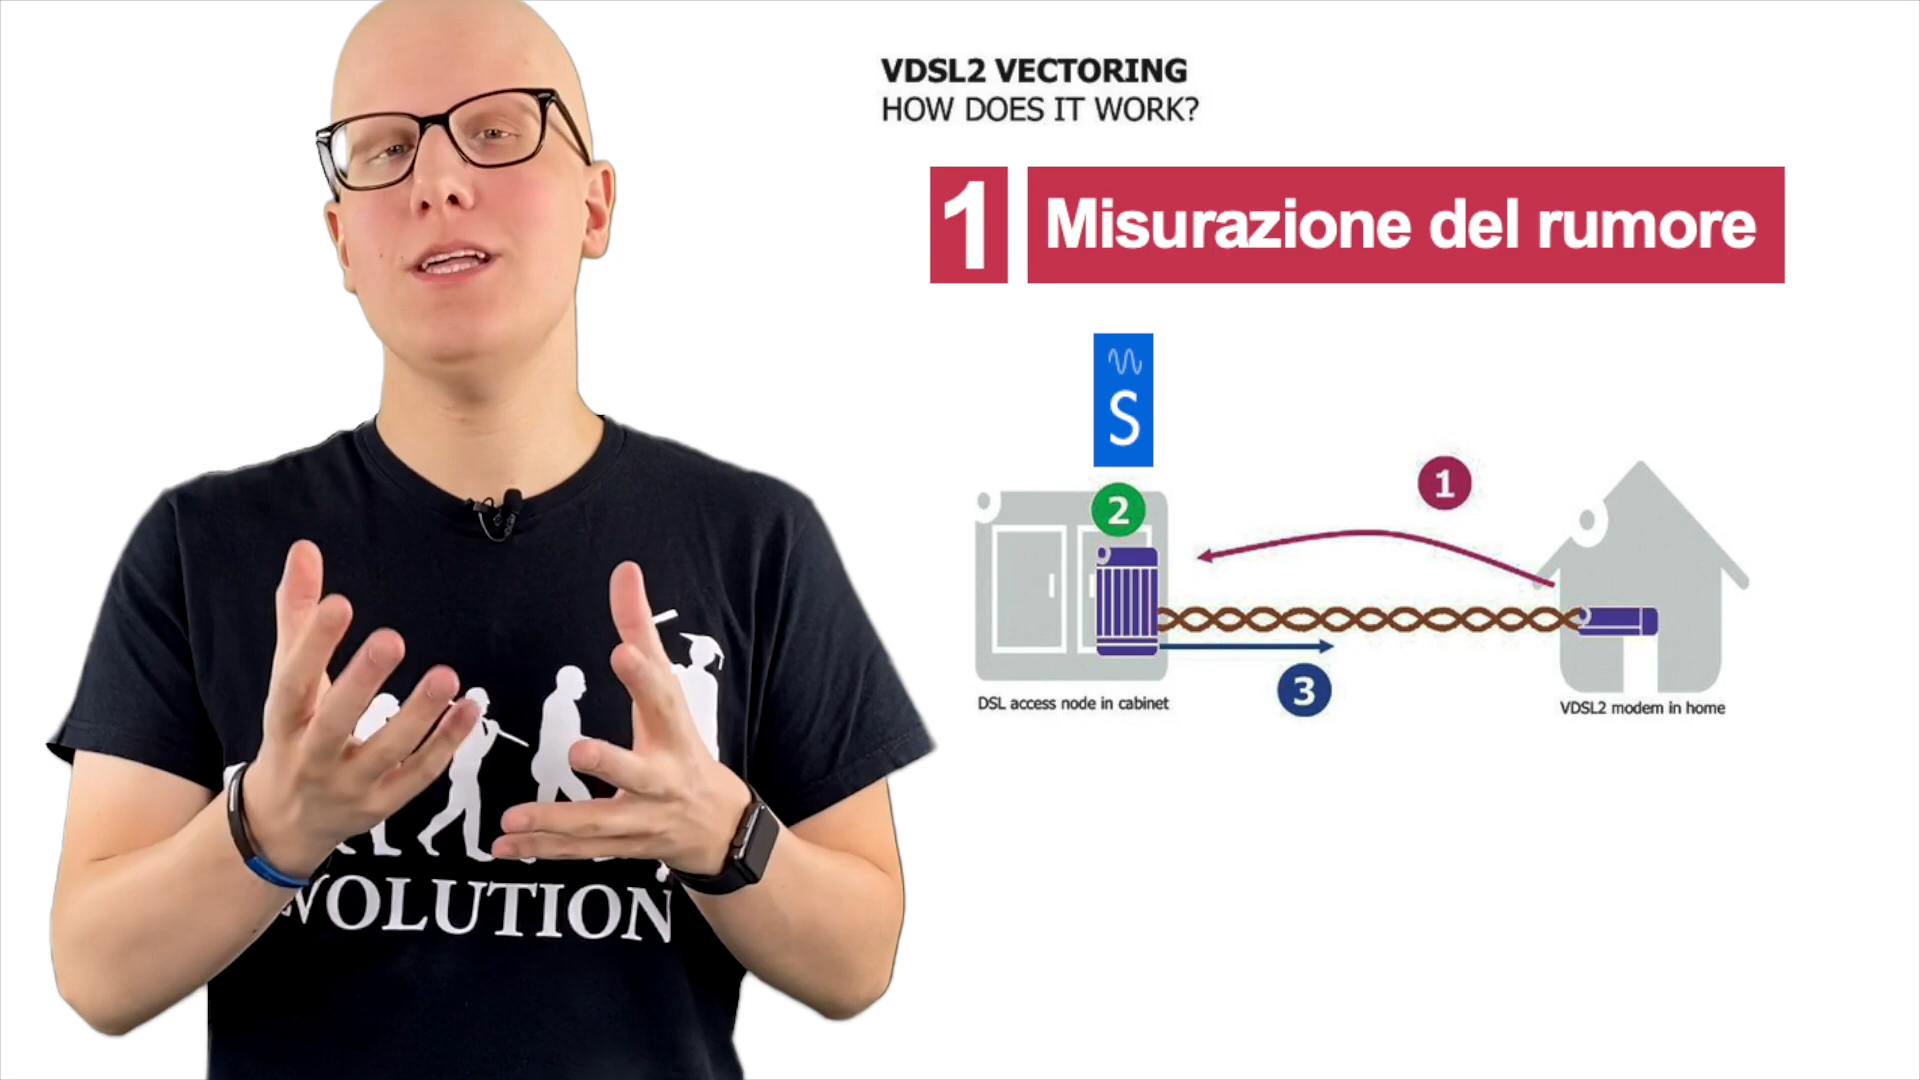 VDSL2 VECTORING
HOW DOES IT WORK?
1 Misurazione del rumore
S
1
2
3
DSL access node in cabinet
VDSL2 modem in home
VOLUTION